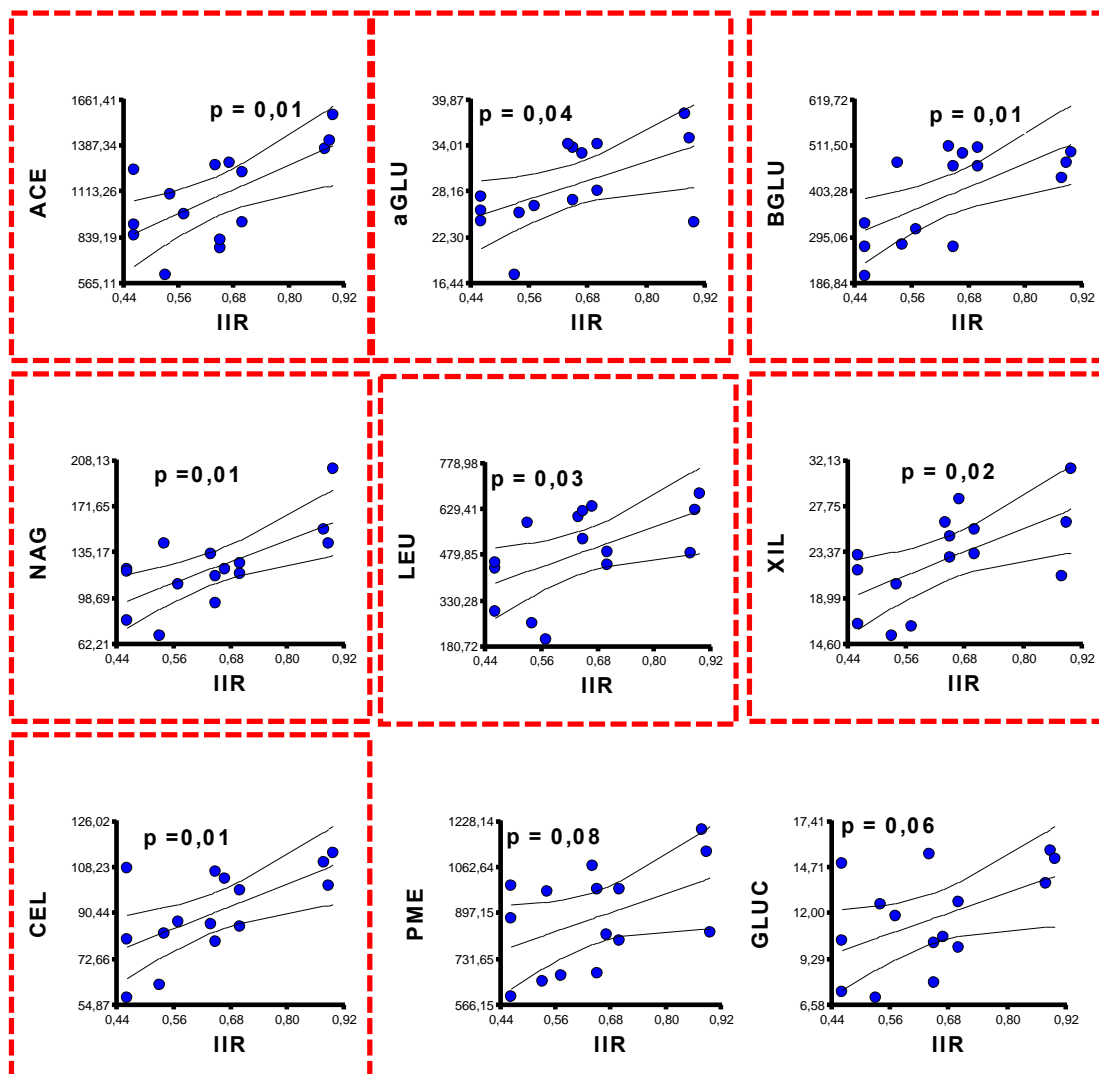 ACE
1661,41
1387,34
1113,26
839,19
565,11
p = 0,01
0,44 0,56 0,68 0,80 0,92
IIR
aGLU
39,87
34,01
28,16
22,30
16,44
p = 0,04
0,44 0,56 0,68 0,80 0,92
IIR
BGLU
619,72
511,50
403,28
295,06
186,84
p = 0,01
0,44 0,56 0,68 0,80 0,92
IIR
NAG
208,13
171,65
135,17
98,69
62,21
p =0,01
0,44 0,56 0,68 0,80 0,92
IIR
LEU
778,98
629,41
479,85
330,28
180,72
p = 0,03
0,44 0,56 0,68 0,80 0,92
IIR
XIL
32,13
27,75
23,37
18,99
14,60
p = 0,02
0,44 0,56 0,68 0,80 0,92
IIR
CEL
126,02
108,23
90,44
72,66
54,87
p =0,01
0,44 0,56 0,68 0,80 0,92
IIR
PME
1228,14
1062,64
897,15
731,65
566,15
p = 0,08
0,44 0,56 0,68 0,80 0,92
IIR
GLUC
17,41
14,71
12,00
9,29
6,58
p = 0,06
0,44 0,56 0,68 0,80 0,92
IIR